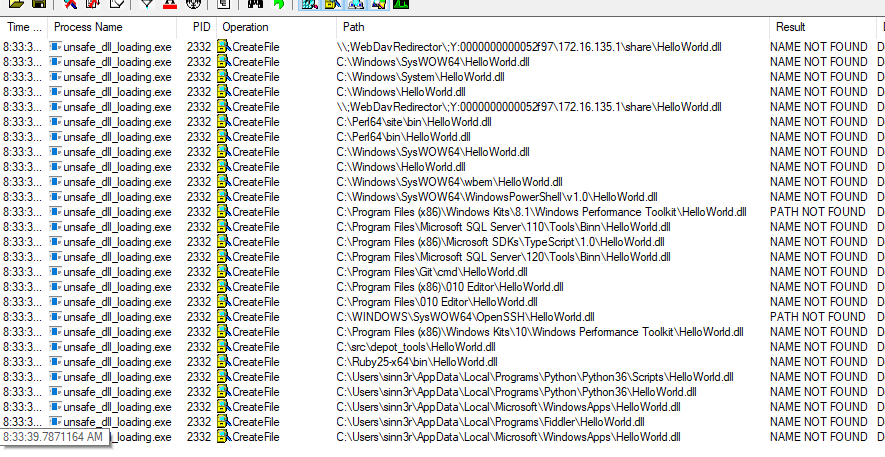 Time ... Process Name PID Operation Path Result D
8:33:3... unsafe_dll_loading.exe 2332 CreateFile \\;WebDavRedirector\;Y:0000000000052f97\172.16.135.1\share\HelloWorld.dll NAME NOT FOUND D
8:33:3... unsafe_dll_loading.exe 2332 CreateFile C:\Windows\SysWOW64\HelloWorld.dll NAME NOT FOUND D
8:33:3... unsafe_dll_loading.exe 2332 CreateFile C:\Windows\System\HelloWorld.dll NAME NOT FOUND D
8:33:3... unsafe_dll_loading.exe 2332 CreateFile C:\Windows\HelloWorld.dll NAME NOT FOUND D
8:33:3... unsafe_dll_loading.exe 2332 CreateFile \\;WebDavRedirector\;Y:0000000000052f97\172.16.135.1\share\HelloWorld.dll NAME NOT FOUND D
8:33:3... unsafe_dll_loading.exe 2332 CreateFile C:\Perl64\site\bin\HelloWorld.dll NAME NOT FOUND D
8:33:3... unsafe_dll_loading.exe 2332 CreateFile C:\Perl64\bin\HelloWorld.dll NAME NOT FOUND D
8:33:3... unsafe_dll_loading.exe 2332 CreateFile C:\Windows\SysWOW64\HelloWorld.dll NAME NOT FOUND D
8:33:3... unsafe_dll_loading.exe 2332 CreateFile C:\Windows\HelloWorld.dll NAME NOT FOUND D
8:33:3... unsafe_dll_loading.exe 2332 CreateFile C:\Windows\SysWOW64\wbem\HelloWorld.dll NAME NOT FOUND D
8:33:3... unsafe_dll_loading.exe 2332 CreateFile C:\Windows\SysWOW64\WindowsPowerShell\v1.0\HelloWorld.dll NAME NOT FOUND D
8:33:3... unsafe_dll_loading.exe 2332 CreateFile C:\Program Files (x86)\Windows Kits\8.1\Windows Performance Toolkit\HelloWorld.dll PATH NOT FOUND D
8:33:3... unsafe_dll_loading.exe 2332 CreateFile C:\Program Files\Microsoft SQL Server\110\Tools\Binn\HelloWorld.dll NAME NOT FOUND D
8:33:3... unsafe_dll_loading.exe 2332 CreateFile C:\Program Files (x86)\Microsoft SDKs\TypeScript\1.0\HelloWorld.dll NAME NOT FOUND D
8:33:3... unsafe_dll_loading.exe 2332 CreateFile C:\Program Files\Microsoft SQL Server\120\Tools\Binn\HelloWorld.dll NAME NOT FOUND D
8:33:3... unsafe_dll_loading.exe 2332 CreateFile C:\Program Files\Git\cmd\HelloWorld.dll NAME NOT FOUND D
8:33:3... unsafe_dll_loading.exe 2332 CreateFile C:\Program Files (x86)\010 Editor\HelloWorld.dll NAME NOT FOUND D
8:33:3... unsafe_dll_loading.exe 2332 CreateFile C:\Program Files\010 Editor\HelloWorld.dll NAME NOT FOUND D
8:33:3... unsafe_dll_loading.exe 2332 CreateFile C:\WINDOWS\SysWOW64\OpenSSH\HelloWorld.dll PATH NOT FOUND D
8:33:3... unsafe_dll_loading.exe 2332 CreateFile C:\Program Files (x86)\Windows Kits\10\Windows Performance Toolkit\HelloWorld.dll NAME NOT FOUND D
8:33:3... unsafe_dll_loading.exe 2332 CreateFile C:\src\depot_tools\HelloWorld.dll NAME NOT FOUND D
8:33:3... unsafe_dll_loading.exe 2332 CreateFile C:\Ruby25-x64\bin\HelloWorld.dll NAME NOT FOUND D
8:33:3... unsafe_dll_loading.exe 2332 CreateFile C:\Users\sinn3r\AppData\Local\Programs\Python\Python36\Scripts\HelloWorld.dll NAME NOT FOUND D
8:33:3... unsafe_dll_loading.exe 2332 CreateFile C:\Users\sinn3r\AppData\Local\Programs\Python\Python36\HelloWorld.dll NAME NOT FOUND D
8:33:3... unsafe_dll_loading.exe 2332 CreateFile C:\Users\sinn3r\AppData\Local\Microsoft\WindowsApps\HelloWorld.dll NAME NOT FOUND D
8:33:3... unsafe_dll_loading.exe 2332 CreateFile C:\Users\sinn3r\AppData\Local\Programs\Fiddler\HelloWorld.dll NAME NOT FOUND D
8:33:39.7871164 AM _loading.exe 2332 CreateFile C:\Users\sinn3r\AppData\Local\Microsoft\WindowsApps\HelloWorld.dll NAME NOT FOUND D